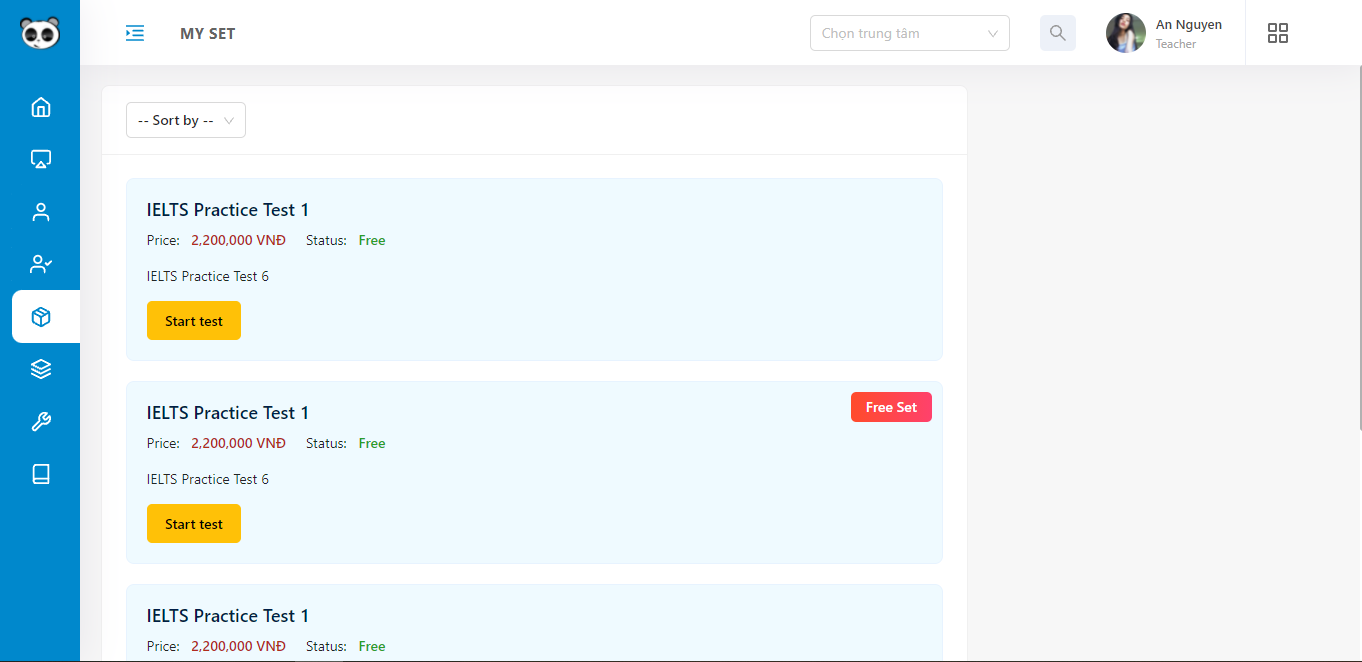 MY SET
Chọn trung tâm
An Nguyen
Teacher
-- Sort by --
IELTS Practice Test 1
Price: 2,200,000 VNĐ Status: Free
IELTS Practice Test 6
Start test
IELTS Practice Test 1
Free Set
Price: 2,200,000 VNĐ Status: Free
IELTS Practice Test 6
Start test
IELTS Practice Test 1
Price: 2,200,000 VNĐ Status: Free